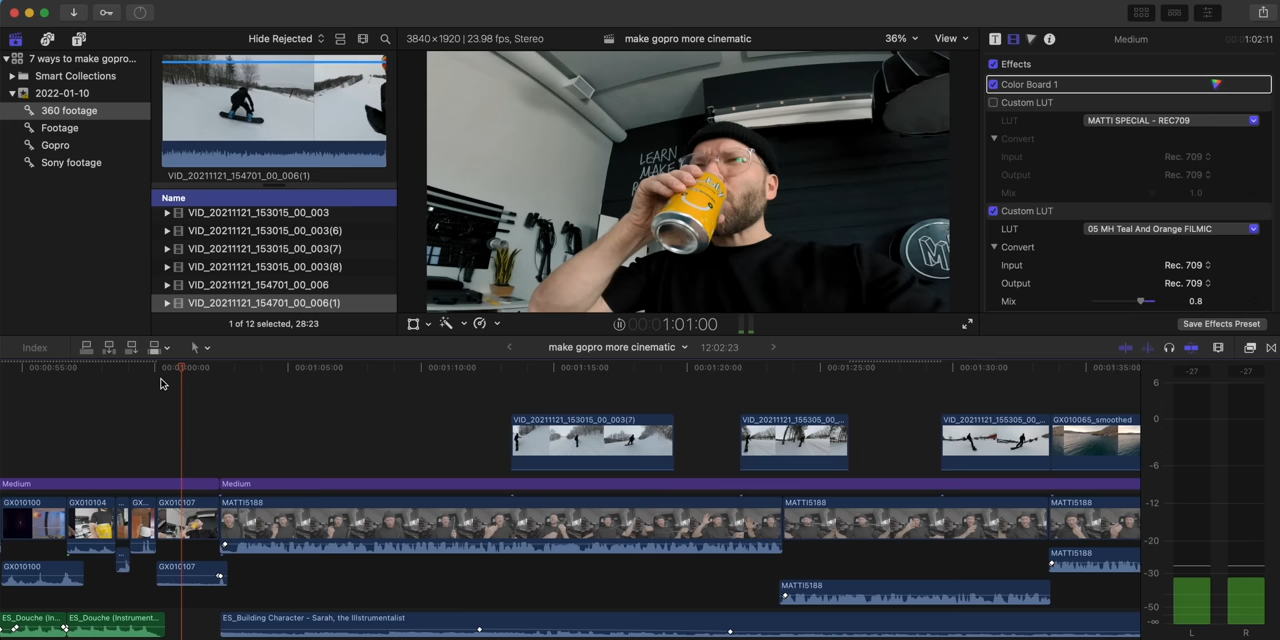 Hide Rejected
3840×1920 | 23.98 fps, Stereo
make gopro more cinematic
36%
View
Medium
00:00:01:02:11
7 ways to make gopro...
Smart Collections
2022-01-10
360 footage
Footage
Gopro
Sony footage
VID_20211121_154701_00_006(1)
Name
VID_20211121_153015_00_003
VID_20211121_153015_00_003(6)
VID_20211121_153015_00_003(7)
VID_20211121_153015_00_003(8)
VID_20211121_154701_00_006
VID_20211121_154701_00_006(1)
1 of 12 selected, 28:23
LEARN
MAKE
00:00:1:01:00
Effects
Color Board 1
Custom LUT
LUT
MATTI SPECIAL - REC709
Convert
Input
Rec. 709
Output
Rec. 709
Mix
1.0
Custom LUT
LUT
05 MH Teal And Orange FILMIC
Convert
Input
Rec. 709
Output
Rec. 709
Mix
0.8
Save Effects Preset
Index
make gopro more cinematic
12:02:23
00:00:55:00
00:01:00:00
00:01:05:00
00:01:10:00
00:01:15:00
00:01:20:00
00:01:25:00
00:01:30:00
00:01:35:00
-27
-27
6
0
-6
-12
-20
-30
-50
-∞
L
R
VID_20211121_153015_00_003(7)
VID_20211121_155305_00_...
VID_20211121_155305_00_...
GX010065_smoothed
Medium
Medium
GX010100
GX010104
...
GX...
GX010107
MATTI5188
MATTI5188
MATTI5188
...
MATTI5188
GX010100
GX010107
MATTI5188
ES_Douche (In...
ES_Douche (Instrument...
ES_Building Character - Sarah, the Illstrumentalist